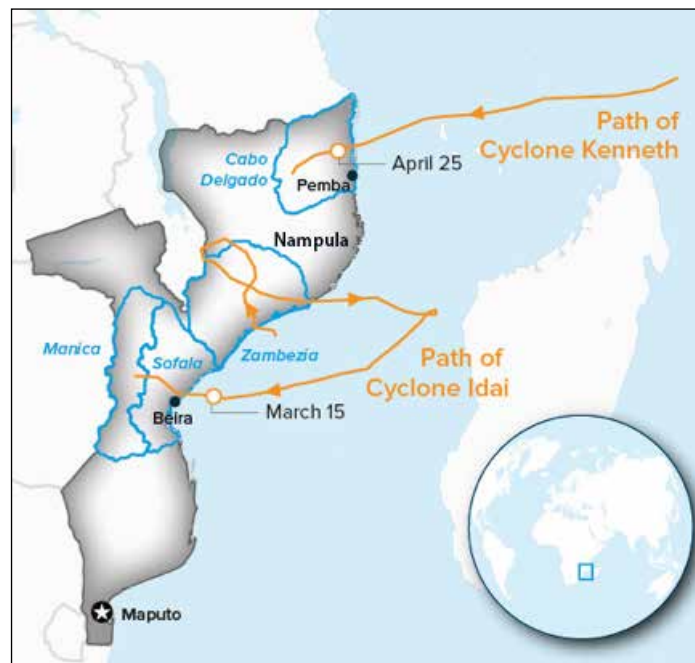 Path of
Cyclone Kenneth
April 25
Cabo
Delgado
Pemba
Nampula
Manica
Sofala
Zambezia
Path of
Cyclone Idai
Beira
March 15
Maputo